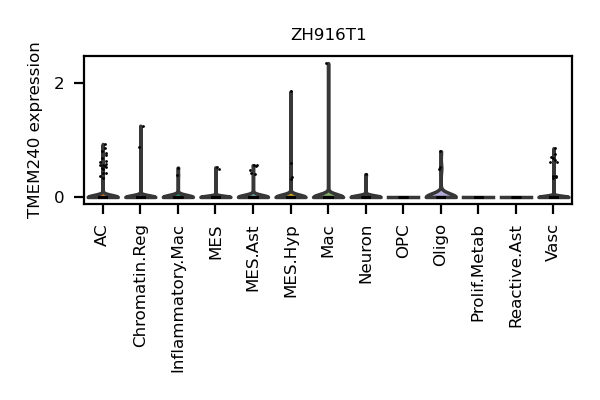 ZH916T1
TMEM240 expression
2
0
AC
Chromatin.Reg
Inflammatory.Mac
MES
MES.Ast
MES.Hyp
Mac
Neuron
OPC
Oligo
Prolif.Metab
Reactive.Ast
Vasc